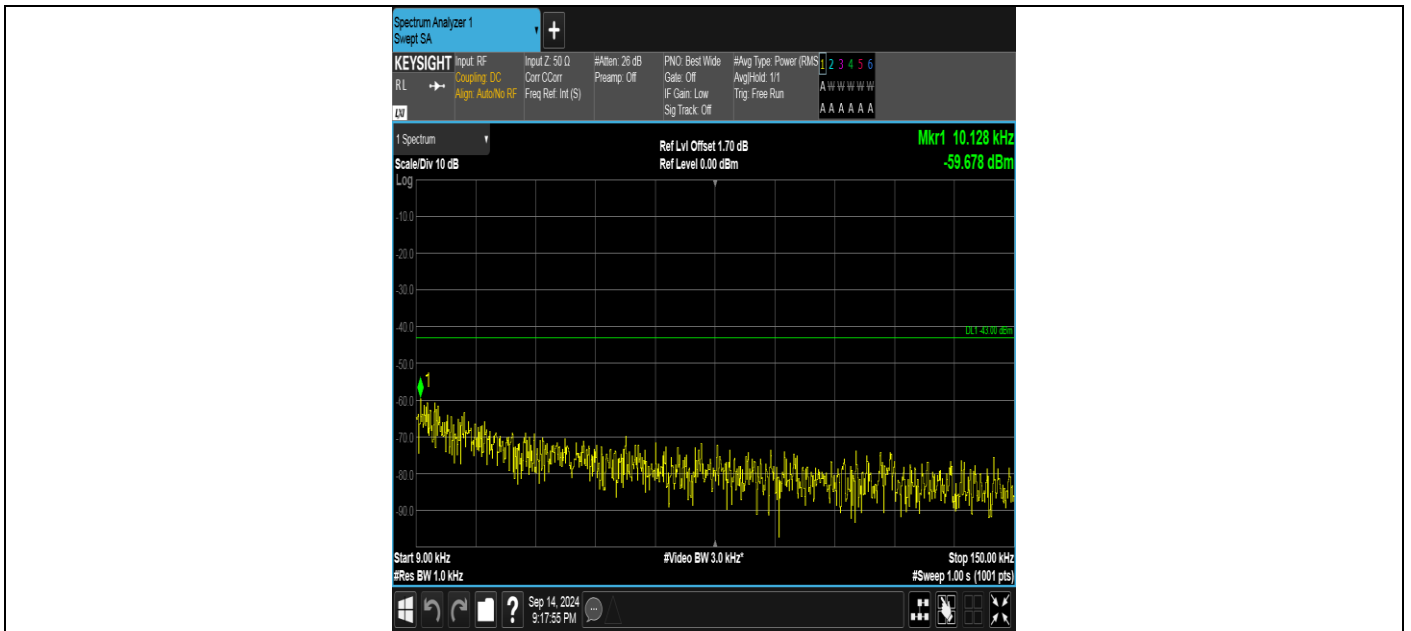 Spectrum Analyzer 1
Swept SA
+
KEYSIGHT
RL
LXI
Input: RF
Coupling: DC
Align: Auto/No RF
Input Z: 50 Ω
Corr CCorr
Freq Ref: Int (S)
#Atten: 26 dB
Preamp: Off
PNO: Best Wide
Gate: Off
IF Gain: Low
Sig Track: Off
#Avg Type: Power (RMS
Avg|Hold: 1/1
Trig: Free Run
1 2 3 4 5 6
A W W W W W
A A A A A A
1 Spectrum
Scale/Div 10 dB
Log
Ref Lvl Offset 1.70 dB
Ref Level 0.00 dBm
Mkr1 10.128 kHz
-59.678 dBm
-10.0
-20.0
-30.0
-40.0
DL1 -43.00 dBm
-50.0
1
-60.0
-70.0
-80.0
-90.0
Start 9.00 kHz
#Res BW 1.0 kHz
#Video BW 3.0 kHz*
Stop 150.00 kHz
#Sweep 1.00 s (1001 pts)
?
Sep 14, 2024
9:17:55 PM